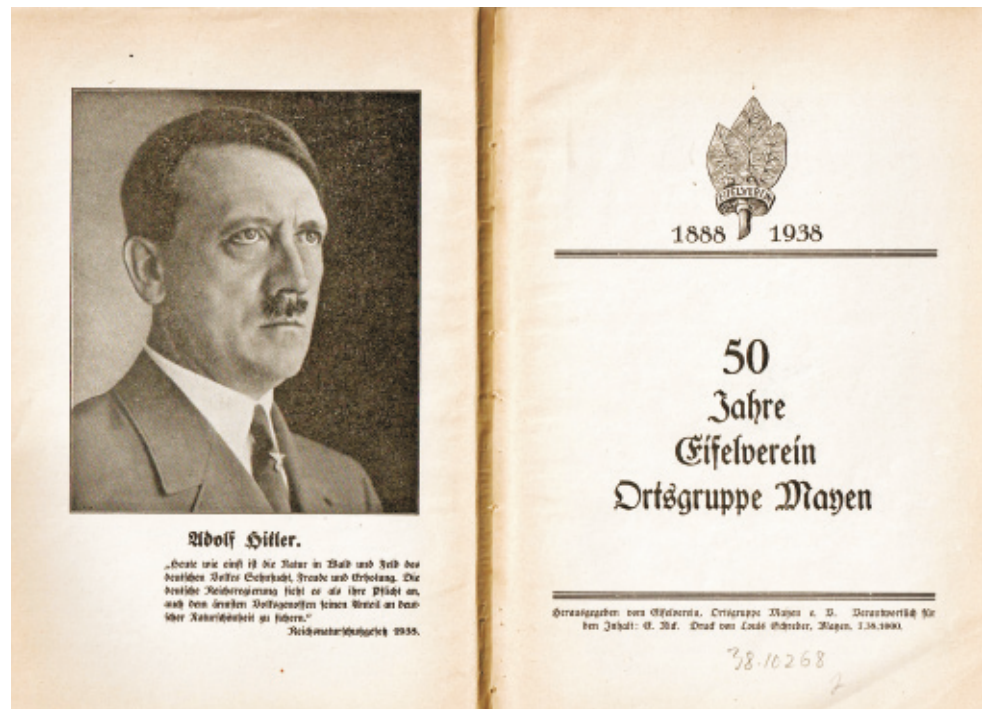 Adolf Hitler.
„Heute wie einst ist die Natur in Wald und Feld des
deutschen Volkes Sehnsucht, Freude und Erholung. Die
deutsche Reichsregierung sieht es als ihre Pflicht an,
auch dem ärmsten Volksgenossen seinen Anteil an deut-
scher Naturschönheit zu sichern."
Reichsnaturschutzgesetz
EIFELVEREIN
1888 1938
50
Jahre
Eifelverein
Ortsgruppe Mayen
Herausgegeben vom Eifelverein, Ortsgruppe Mayen e. V. Verantwortlich für
den Inhalt: E. Druck von Louis Schreder, Mayen.
38.10268